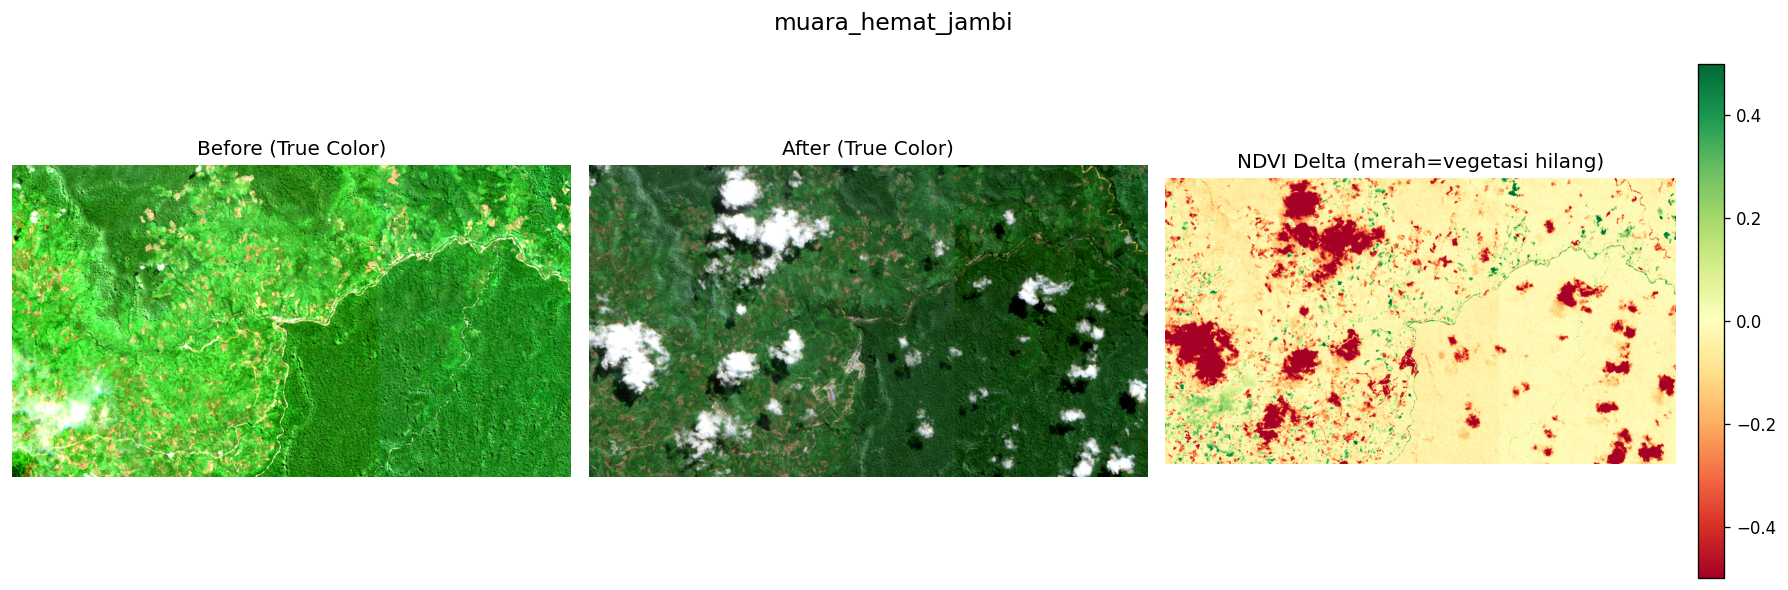 muara_hemat_jambi
Before (True Color)
After (True Color)
NDVI Delta (merah=vegetasi hilang)
0.4
0.2
0.0
−0.2
−0.4